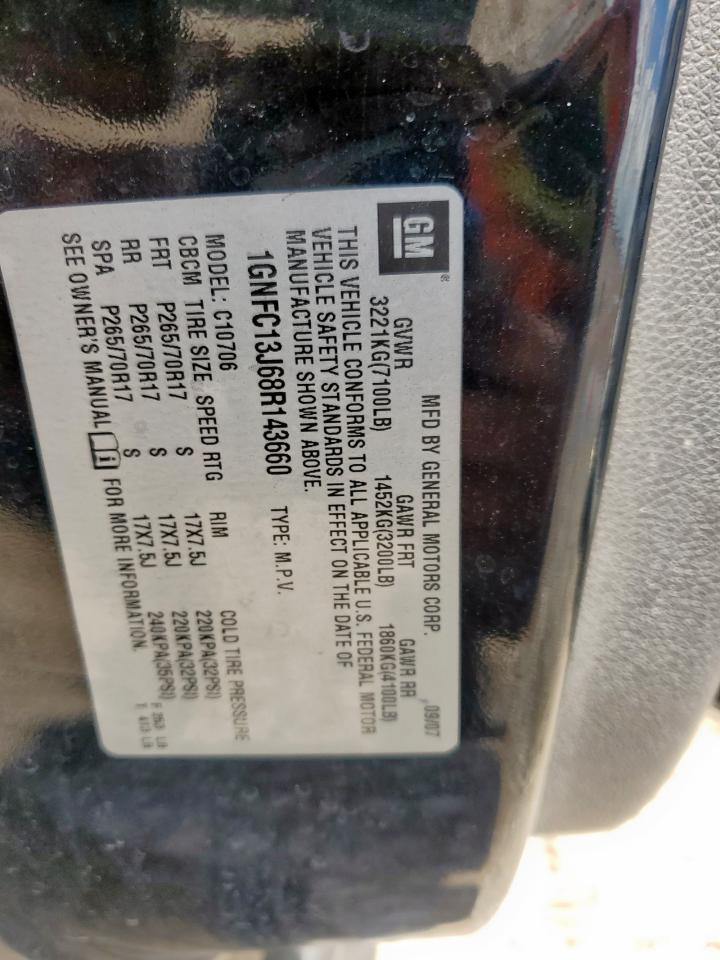 GM ®
MFD BY GENERAL MOTORS CORP. 09/07
GVWR GAWR FRT GAWR RR
3221KG(7100LB) 1452KG(3200LB) 1860KG(4100LB)
THIS VEHICLE CONFORMS TO ALL APPLICABLE U.S. FEDERAL MOTOR
VEHICLE SAFETY STANDARDS IN EFFECT ON THE DATE OF
MANUFACTURE SHOWN ABOVE.
1GNFC13J68R143660 TYPE: M.P.V.
MODEL: C10706
CBCM TIRE SIZE SPEED RTG RIM COLD TIRE PRESSURE
FRT P265/70R17 S 17X7.5J 220KPA(32PSI)
RR P265/70R17 S 17X7.5J 220KPA(32PSI)
SPA P265/70R17 S 17X7.5J 240KPA(35PSI)
SEE OWNER'S MANUAL FOR MORE INFORMATION.